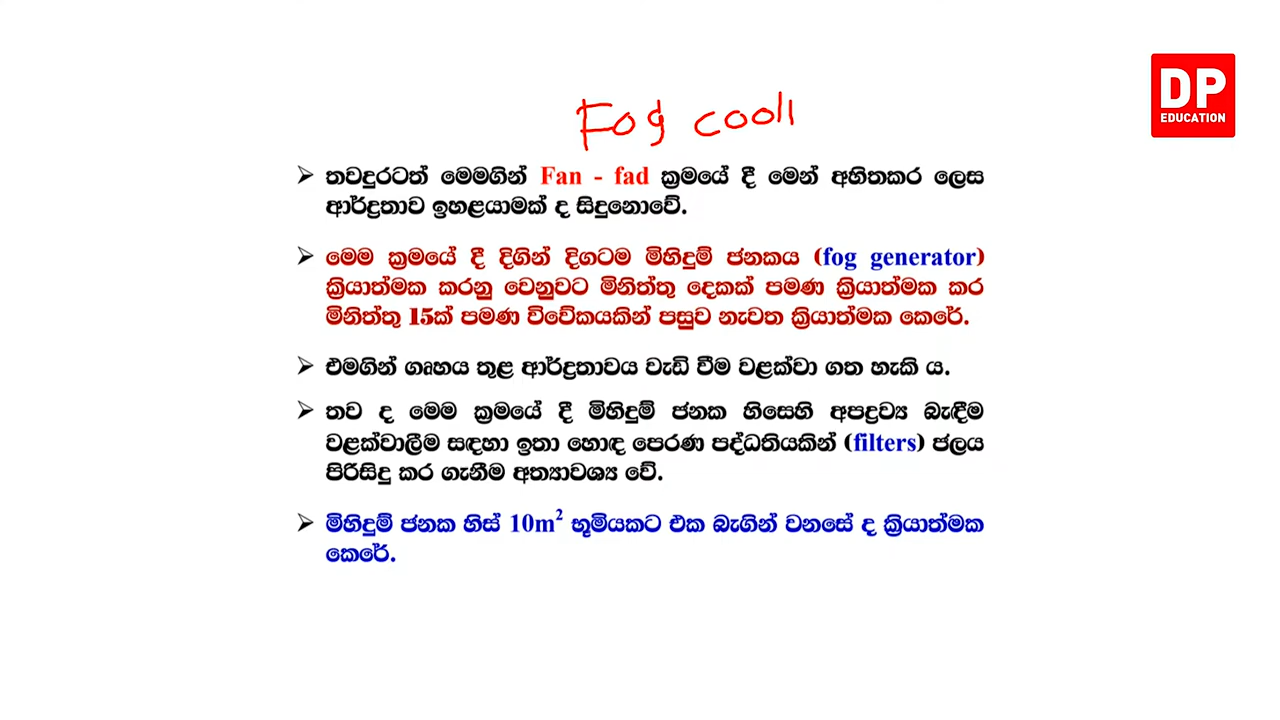 DP
EDUCATION
Fog cooli
➢ තවදුරටත් මෙමගින් Fan - fad ක්‍රමයේ දී මෙන් අහිතකර ලෙස
ආර්ද්‍රතාව ඉහළයාමක් ද සිදුනොවේ.
➢ මෙම ක්‍රමයේ දී දිගින් දිගටම මිහිදුම් ජනකය (fog generator)
ක්‍රියාත්මක කරනු වෙනුවට මිනිත්තු දෙකක් පමණ ක්‍රියාත්මක කර
මිනිත්තු 15ක් පමණ විවේකයකින් පසුව නැවත ක්‍රියාත්මක කෙරේ.
➢ එමගින් ගෘහය තුළ ආර්ද්‍රතාවය වැඩි වීම වළක්වා ගත හැකි ය.
➢ තව ද මෙම ක්‍රමයේ දී මිහිදුම් ජනක හිසෙහි අපද්‍රව්‍ය බැඳීම
වළක්වාලීම සඳහා ඉතා හොඳ පෙරණ පද්ධතියකින් (filters) ජලය
පිරිසිදු කර ගැනීම අත්‍යාවශ්‍ය වේ.
➢ මිහිදුම් ජනක හිස් 10m² භූමියකට එක බැගින් වනසේ ද ක්‍රියාත්මක
කෙරේ.